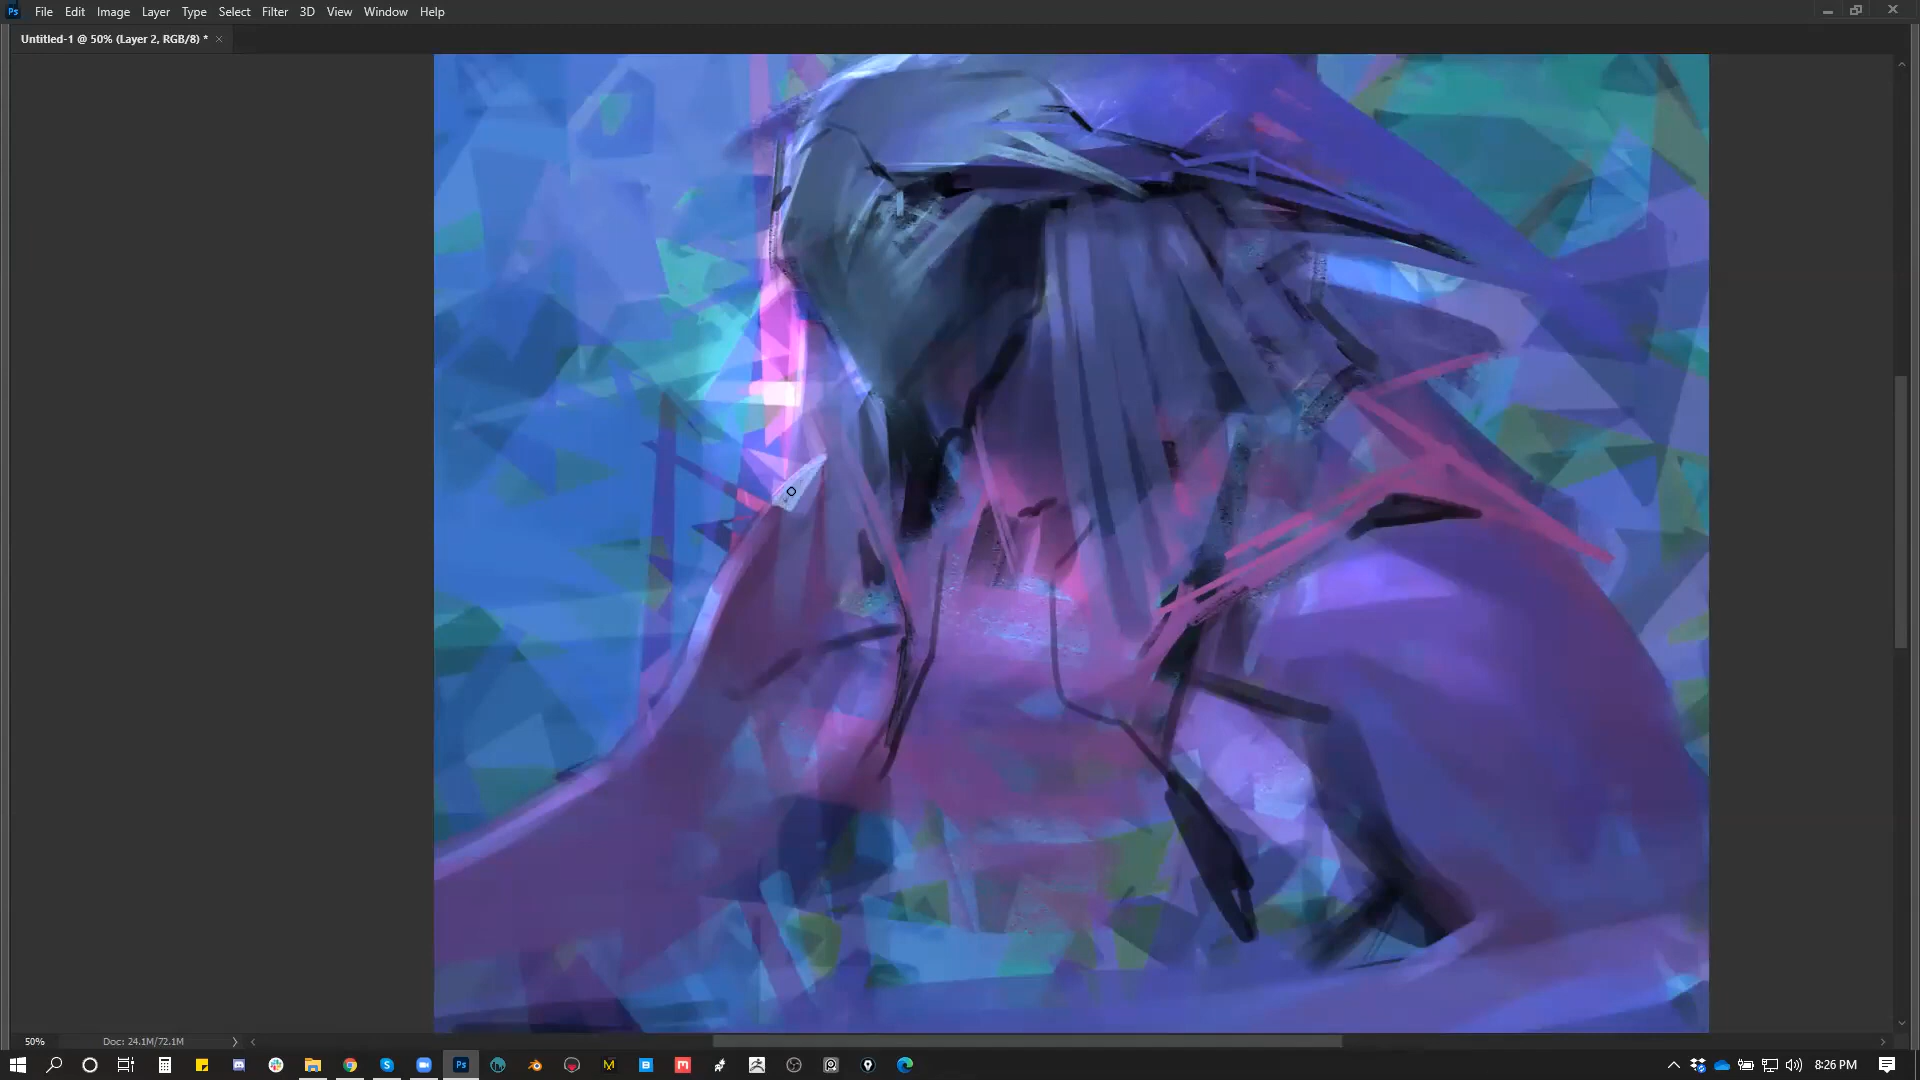 Ps File Edit Image Layer Type Select Filter 3D View Window Help
Untitled-1 @ 50% (Layer 2, RGB/8) *
50% Doc: 24.1M/72.1M
Ps 8:26 PM